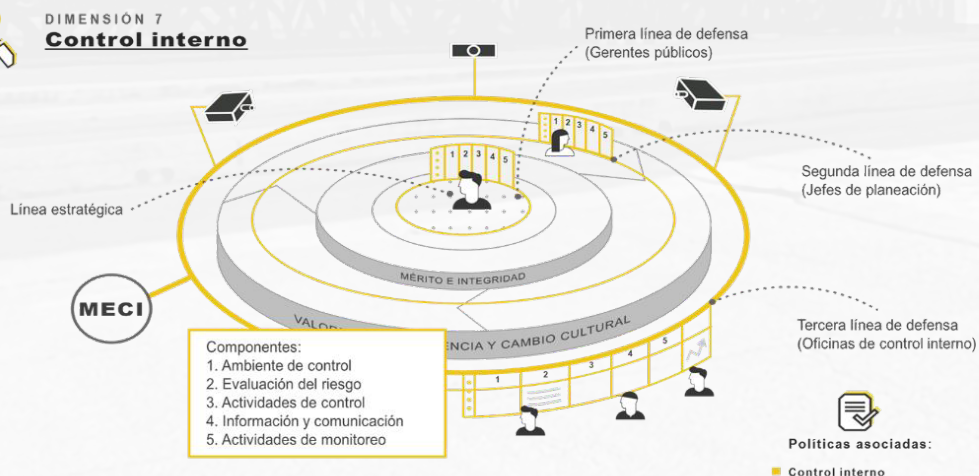 DIMENSIÓN 7
Control interno
Primera línea de defensa
(Gerentes públicos)
1 2 3 4 5
1 2 3 4 5
Segunda línea de defensa
(Jefes de planeación)
Línea estratégica
MÉRITO E INTEGRIDAD
MECI
Y CAMBIO CULTURAL
Tercera línea de defensa
(Oficinas de control interno)
Componentes:
1. Ambiente de control
2. Evaluación del riesgo
3. Actividades de control
4. Información y comunicación
5. Actividades de monitoreo
1 2 3 4 5
Políticas asociadas:
Control interno